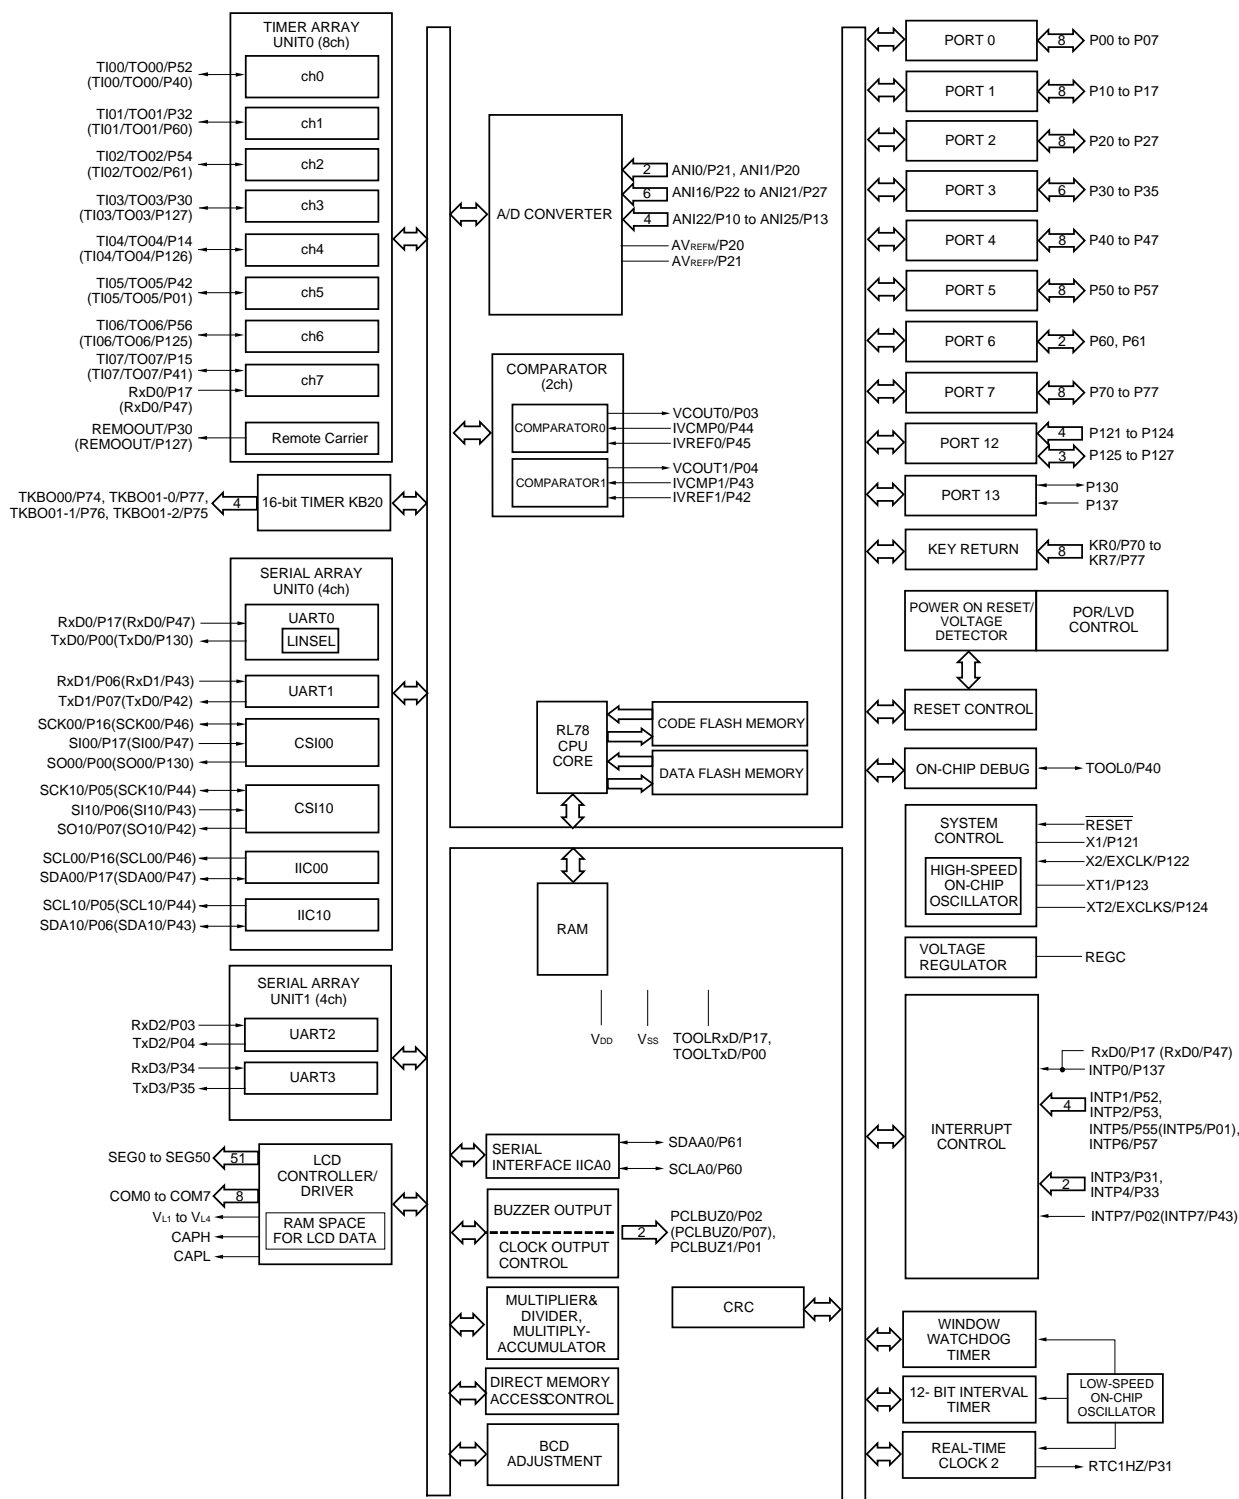 TIMER ARRAY
UNIT0 (8ch)
TI00/TO00/P52
(TI00/TO00/P40)
ch0
TI01/TO01/P32
(TI01/TO01/P60)
ch1
TI02/TO02/P54
(TI02/TO02/P61)
ch2
TI03/TO03/P30
(TI03/TO03/P127)
ch3
TI04/TO04/P14
(TI04/TO04/P126)
ch4
TI05/TO05/P42
(TI05/TO05/P01)
ch5
TI06/TO06/P56
(TI06/TO06/P125)
ch6
TI07/TO07/P15
(TI07/TO07/P41)
ch7
RxD0/P17
(RxD0/P47)
REMOOUT/P30
(REMOOUT/P127)
Remote Carrier
TKBO00/P74, TKBO01-0/P77,
TKBO01-1/P76, TKBO01-2/P75
4
16-bit TIMER KB20
SERIAL ARRAY
UNIT0 (4ch)
UART0
LINSEL
RxD0/P17(RxD0/P47)
TxD0/P00(TxD0/P130)
RxD1/P06(RxD1/P43)
TxD1/P07(TxD0/P42)
UART1
SCK00/P16(SCK00/P46)
SI00/P17(SI00/P47)
SO00/P00(SO00/P130)
CSI00
SCK10/P05(SCK10/P44)
SI10/P06(SI10/P43)
SO10/P07(SO10/P42)
CSI10
SCL00/P16(SCL00/P46)
SDA00/P17(SDA00/P47)
IIC00
SCL10/P05(SCL10/P44)
SDA10/P06(SDA10/P43)
IIC10
SERIAL ARRAY
UNIT1 (4ch)
RxD2/P03
TxD2/P04
UART2
RxD3/P34
TxD3/P35
UART3
SEG0 to SEG50
51
COM0 to COM7
8
VL1 to VL4
CAPH
CAPL
LCD
CONTROLLER/
DRIVER
RAM SPACE
FOR LCD DATA
A/D CONVERTER
2
ANI0/P21, ANI1/P20
6
ANI16/P22 to ANI21/P27
4
ANI22/P10 to ANI25/P13
AVREFM/P20
AVREFP/P21
COMPARATOR
(2ch)
COMPARATOR0
VCOUT0/P03
IVCMP0/P44
IVREF0/P45
COMPARATOR1
VCOUT1/P04
IVCMP1/P43
IVREF1/P42
RL78
CPU
CORE
CODE FLASH MEMORY
DATA FLASH MEMORY
RAM
VDD
VSS
TOOLRxD/P17,
TOOLTxD/P00
SERIAL
INTERFACE IICA0
SDAA0/P61
SCLA0/P60
BUZZER OUTPUT
CLOCK OUTPUT
CONTROL
2
PCLBUZ0/P02
(PCLBUZ0/P07),
PCLBUZ1/P01
MULTIPLIER&
DIVIDER,
MULITIPLY-
ACCUMULATOR
DIRECT MEMORY
ACCESSCONTROL
BCD
ADJUSTMENT
CRC
PORT 0
8
P00 to P07
PORT 1
8
P10 to P17
PORT 2
8
P20 to P27
PORT 3
6
P30 to P35
PORT 4
8
P40 to P47
PORT 5
8
P50 to P57
PORT 6
2
P60, P61
PORT 7
8
P70 to P77
PORT 12
4
P121 to P124
3
P125 to P127
PORT 13
P130
P137
KEY RETURN
8
KR0/P70 to
KR7/P77
POWER ON RESET/
VOLTAGE
DETECTOR
POR/LVD
CONTROL
RESET CONTROL
ON-CHIP DEBUG
TOOL0/P40
SYSTEM
CONTROL
HIGH-SPEED
ON-CHIP
OSCILLATOR
RESET
X1/P121
X2/EXCLK/P122
XT1/P123
XT2/EXCLKS/P124
VOLTAGE
REGULATOR
REGC
INTERRUPT
CONTROL
RxD0/P17 (RxD0/P47)
INTP0/P137
4
INTP1/P52,
INTP2/P53,
INTP5/P55(INTP5/P01),
INTP6/P57
2
INTP3/P31,
INTP4/P33
INTP7/P02(INTP7/P43)
WINDOW
WATCHDOG
TIMER
12- BIT INTERVAL
TIMER
LOW-SPEED
ON-CHIP
OSCILLATOR
REAL-TIME
CLOCK 2
RTC1HZ/P31